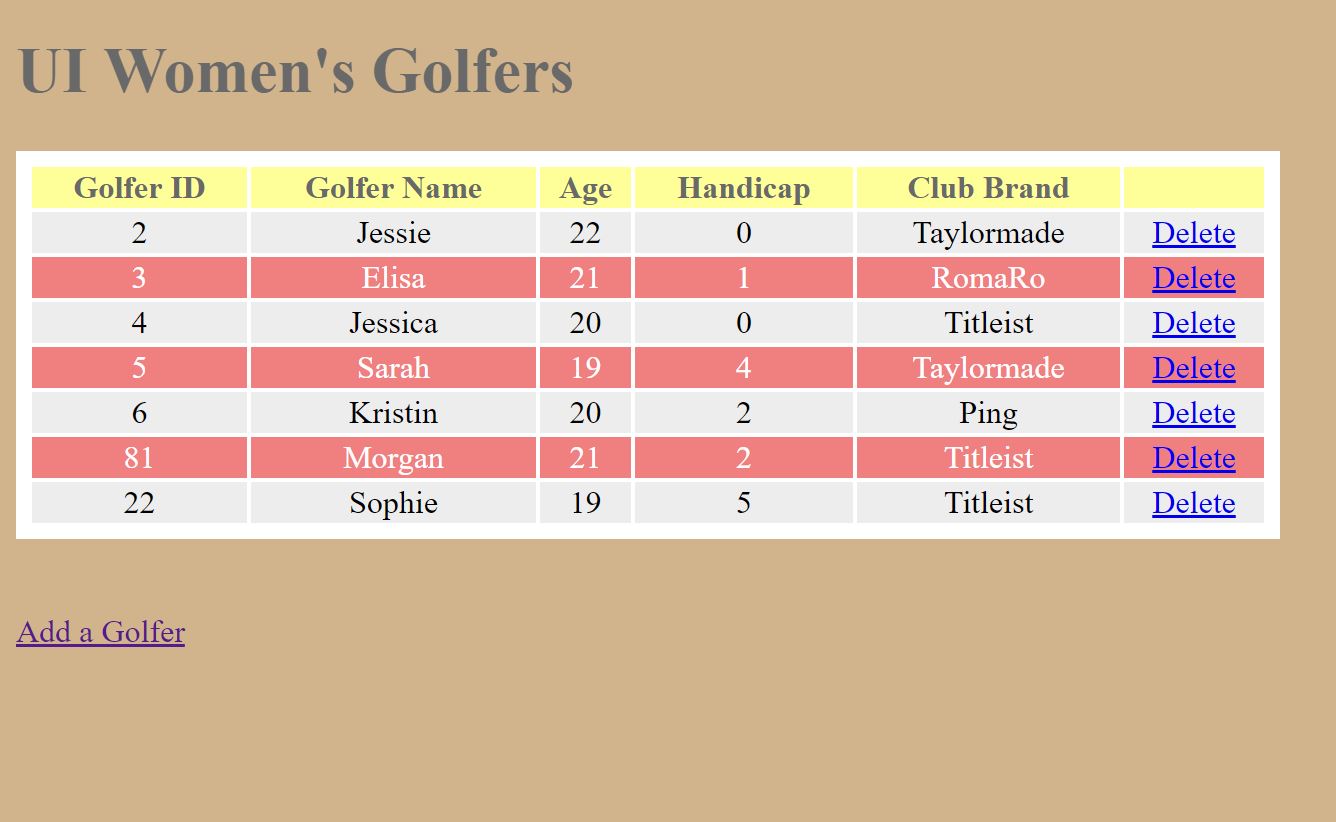 UI Women's Golfers
Golfer ID Golfer Name Age Handicap Club Brand
2 Jessie 22 0 Taylormade Delete
3 Elisa 21 1 RomaRo Delete
4 Jessica 20 0 Titleist Delete
5 Sarah 19 4 Taylormade Delete
6 Kristin 20 2 Ping Delete
81 Morgan 21 2 Titleist Delete
22 Sophie 19 5 Titleist Delete
Add a Golfer